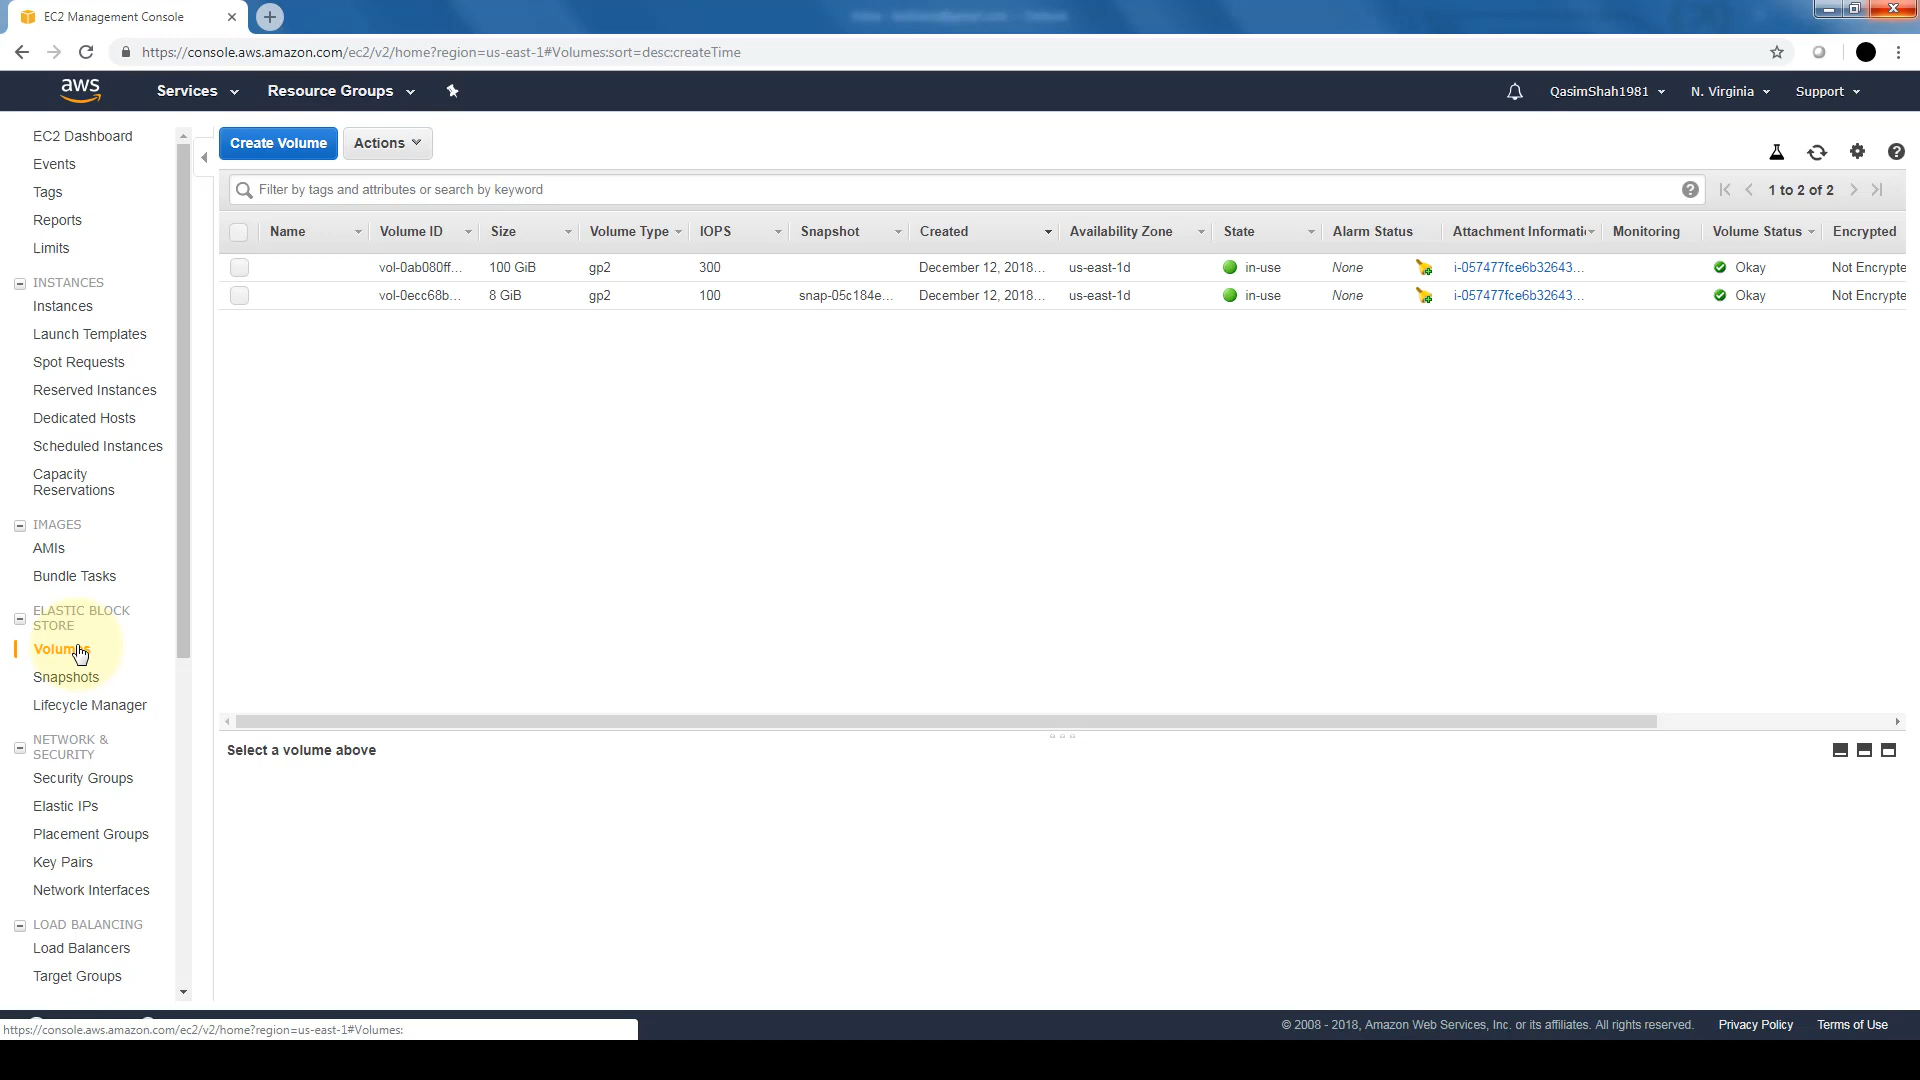 EC2 Management Console
https://console.aws.amazon.com/ec2/v2/home?region=us-east-1#Volumes:sort=desc:createTime
aws Services Resource Groups QasimShah1981 N. Virginia Support
EC2 Dashboard
Events
Tags
Reports
Limits
INSTANCES
Instances
Launch Templates
Spot Requests
Reserved Instances
Dedicated Hosts
Scheduled Instances
Capacity
Reservations
IMAGES
AMIs
Bundle Tasks
ELASTIC BLOCK
STORE
Volumes
Snapshots
Lifecycle Manager
NETWORK &
SECURITY
Security Groups
Elastic IPs
Placement Groups
Key Pairs
Network Interfaces
LOAD BALANCING
Load Balancers
Target Groups
Create Volume Actions
Filter by tags and attributes or search by keyword 1 to 2 of 2
Name Volume ID Size Volume Type IOPS Snapshot Created Availability Zone State Alarm Status Attachment Informati Monitoring Volume Status Encrypted
vol-0ab080ff... 100 GiB gp2 300 December 12, 2018... us-east-1d in-use None i-057477fce6b32643... Okay Not Encrypte
vol-0ecc68b... 8 GiB gp2 100 snap-05c184e... December 12, 2018... us-east-1d in-use None i-057477fce6b32643... Okay Not Encrypte
Select a volume above
https://console.aws.amazon.com/ec2/v2/home?region=us-east-1#Volumes:
© 2008 - 2018, Amazon Web Services, Inc. or its affiliates. All rights reserved. Privacy Policy Terms of Use